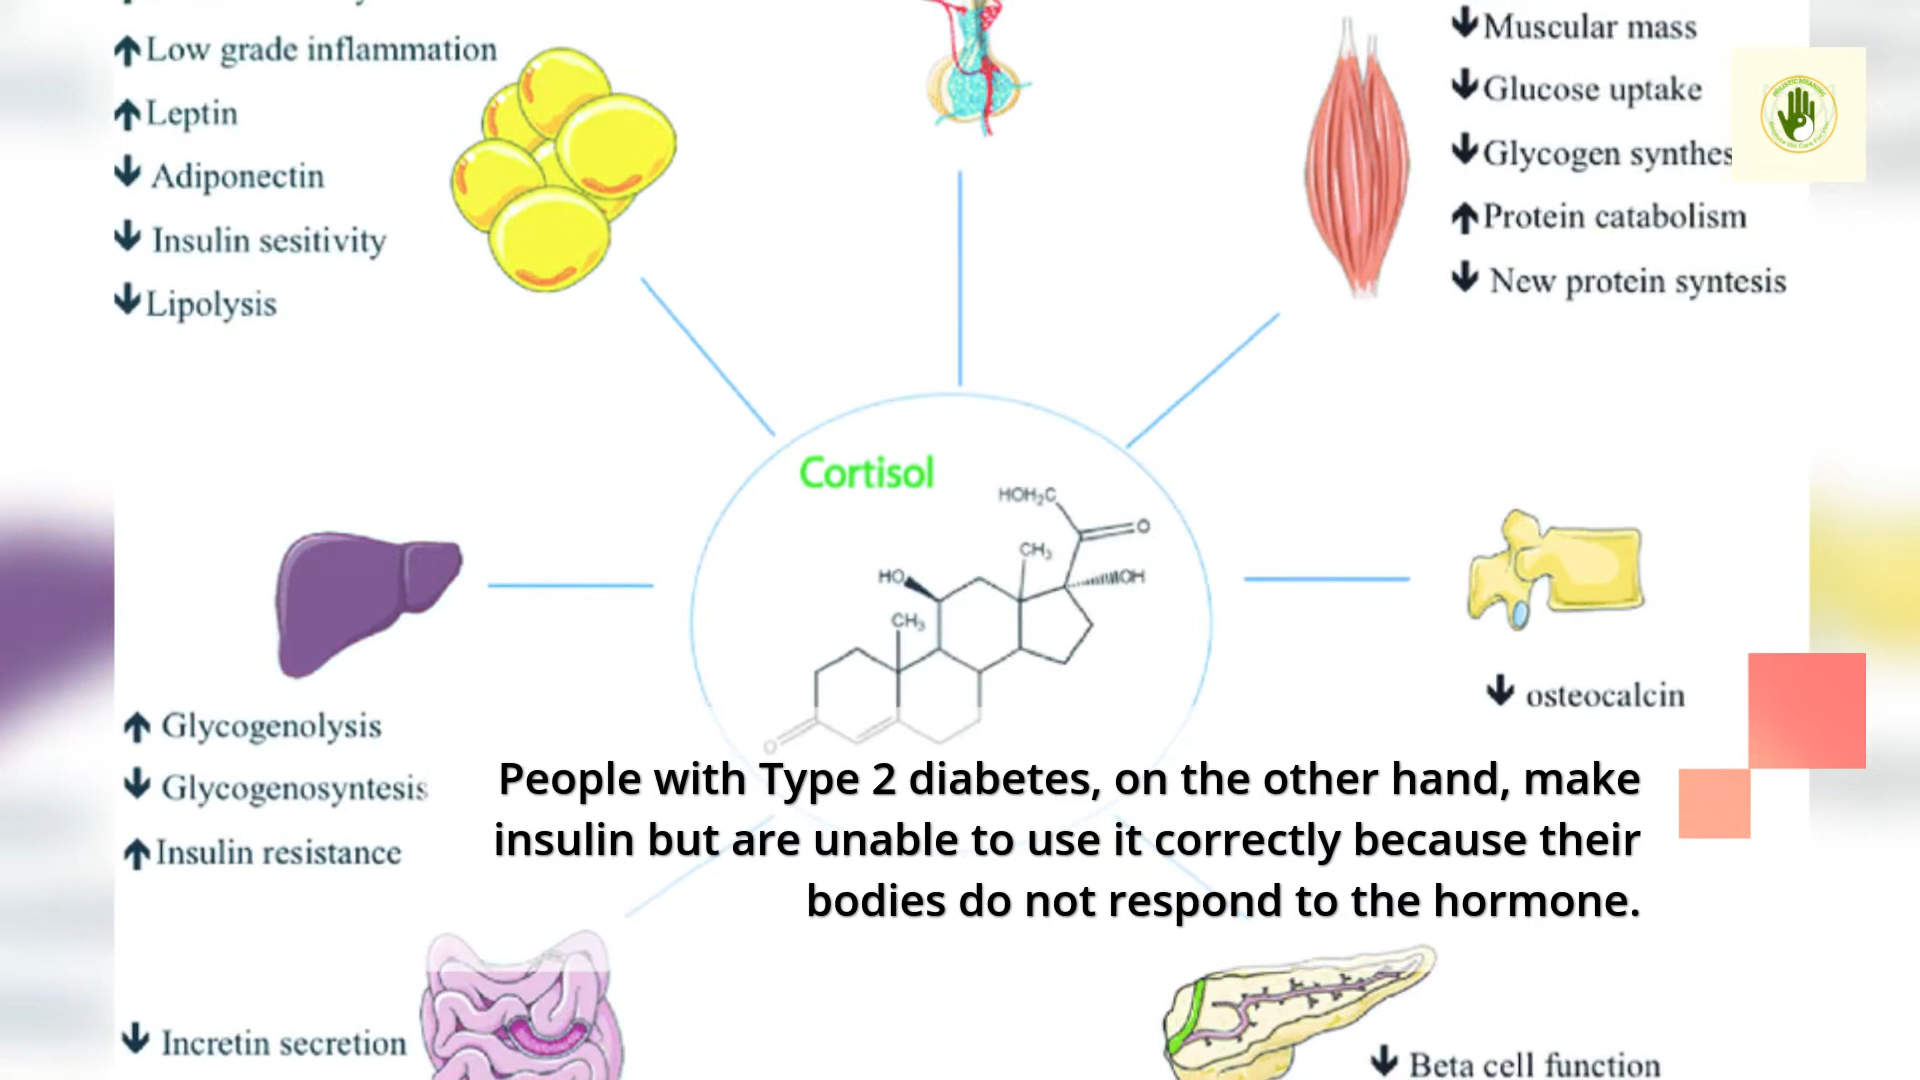 Low grade inflammation
Leptin
Adiponectin
Insulin sesitivity
Lipolysis
Muscular mass
Glucose uptake
Glycogen synthes
Protein catabolism
New protein syntesis
Cortisol
HOH₂C
O
CH₃
HO
OH
CH₃
O
Glycogenolysis
Glycogenosyntesis
Insulin resistance
osteocalcin
People with Type 2 diabetes, on the other hand, make
insulin but are unable to use it correctly because their
bodies do not respond to the hormone.
Incretin secretion
Beta cell function